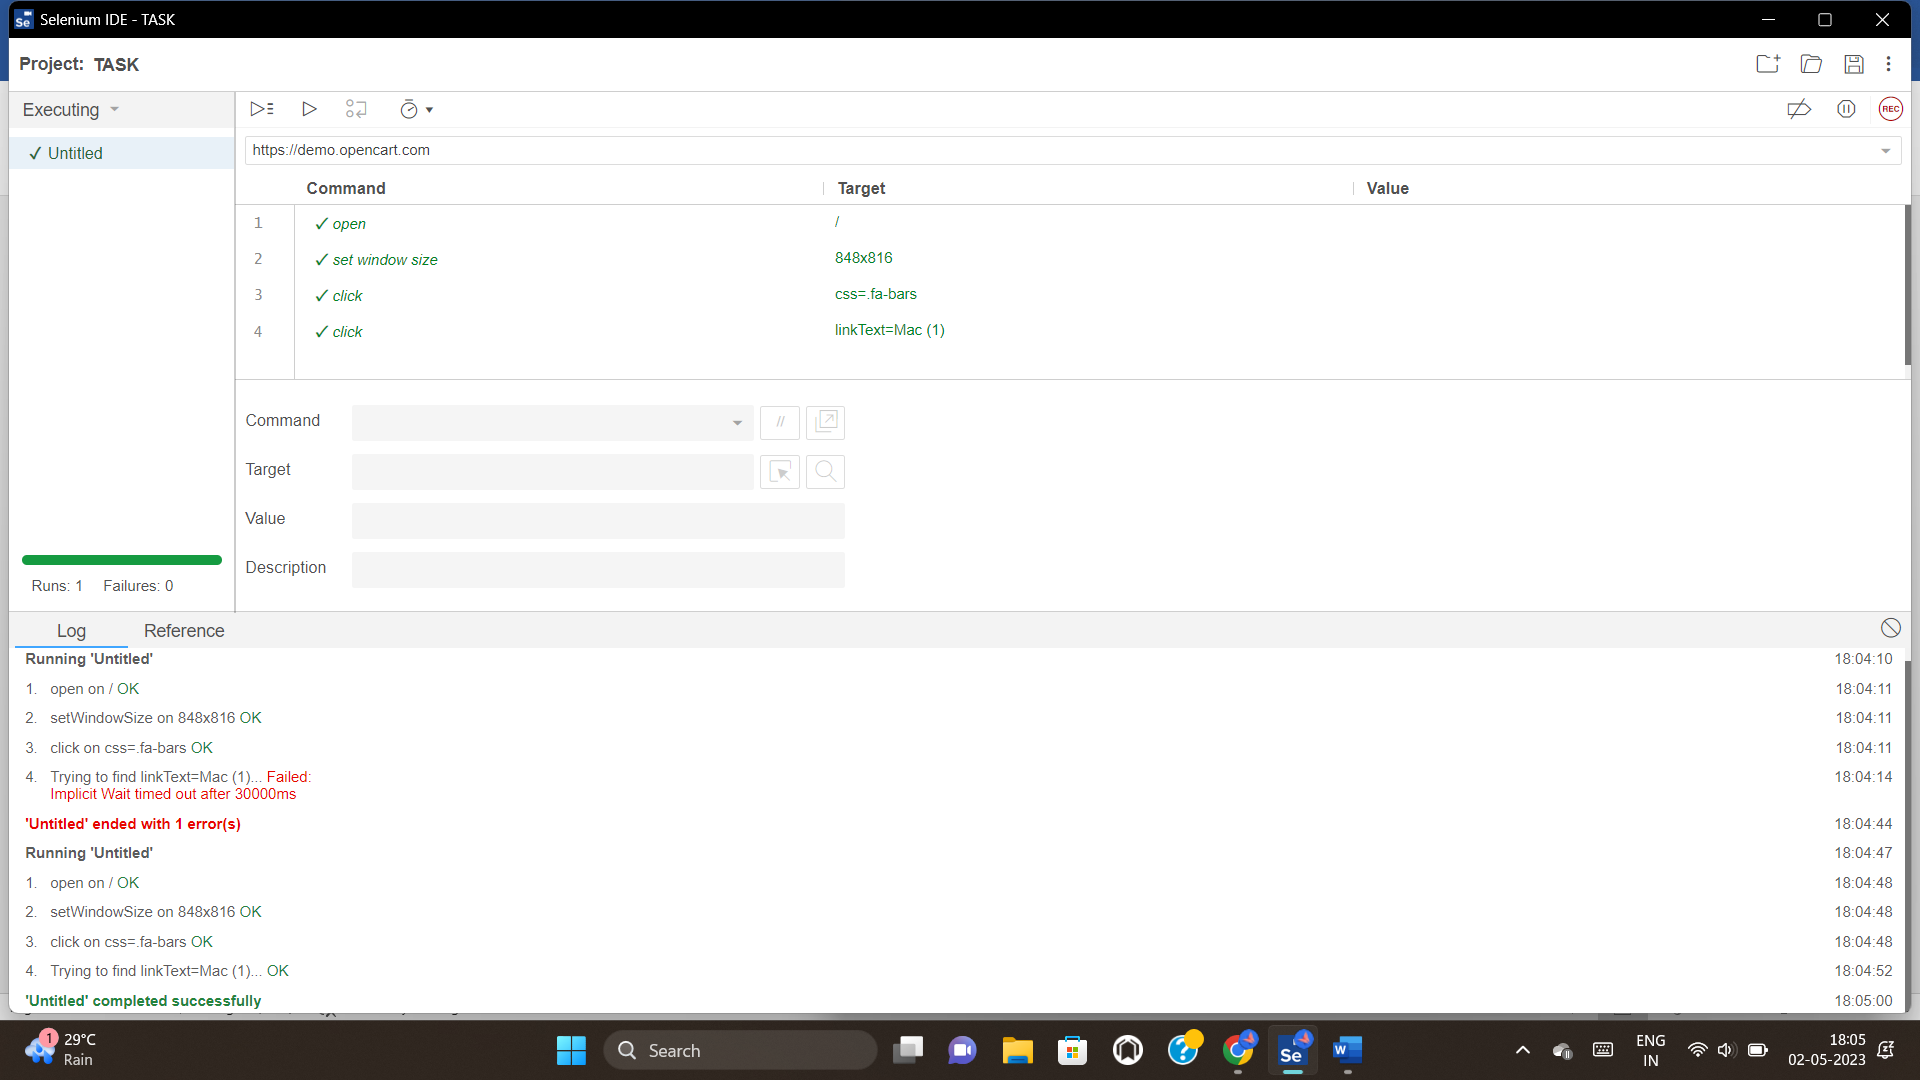 Selenium IDE - TASK
Project: TASK
Executing
✓ Untitled
https://demo.opencart.com
REC
Command Target Value
1 ✓ open /
2 ✓ set window size 848x816
3 ✓ click css=.fa-bars
4 ✓ click linkText=Mac (1)
Command //
Target
Value
Description
Runs: 1 Failures: 0
Log Reference
Running 'Untitled' 18:04:10
1. open on / OK 18:04:11
2. setWindowSize on 848x816 OK 18:04:11
3. click on css=.fa-bars OK 18:04:11
4. Trying to find linkText=Mac (1)... Failed: 18:04:14
Implicit Wait timed out after 30000ms
'Untitled' ended with 1 error(s) 18:04:44
Running 'Untitled' 18:04:47
1. open on / OK 18:04:48
2. setWindowSize on 848x816 OK 18:04:48
3. click on css=.fa-bars OK 18:04:48
4. Trying to find linkText=Mac (1)... OK 18:04:52
'Untitled' completed successfully 18:05:00
1 29°C
Rain
Search
Se
W
ENG
IN
18:05
02-05-2023